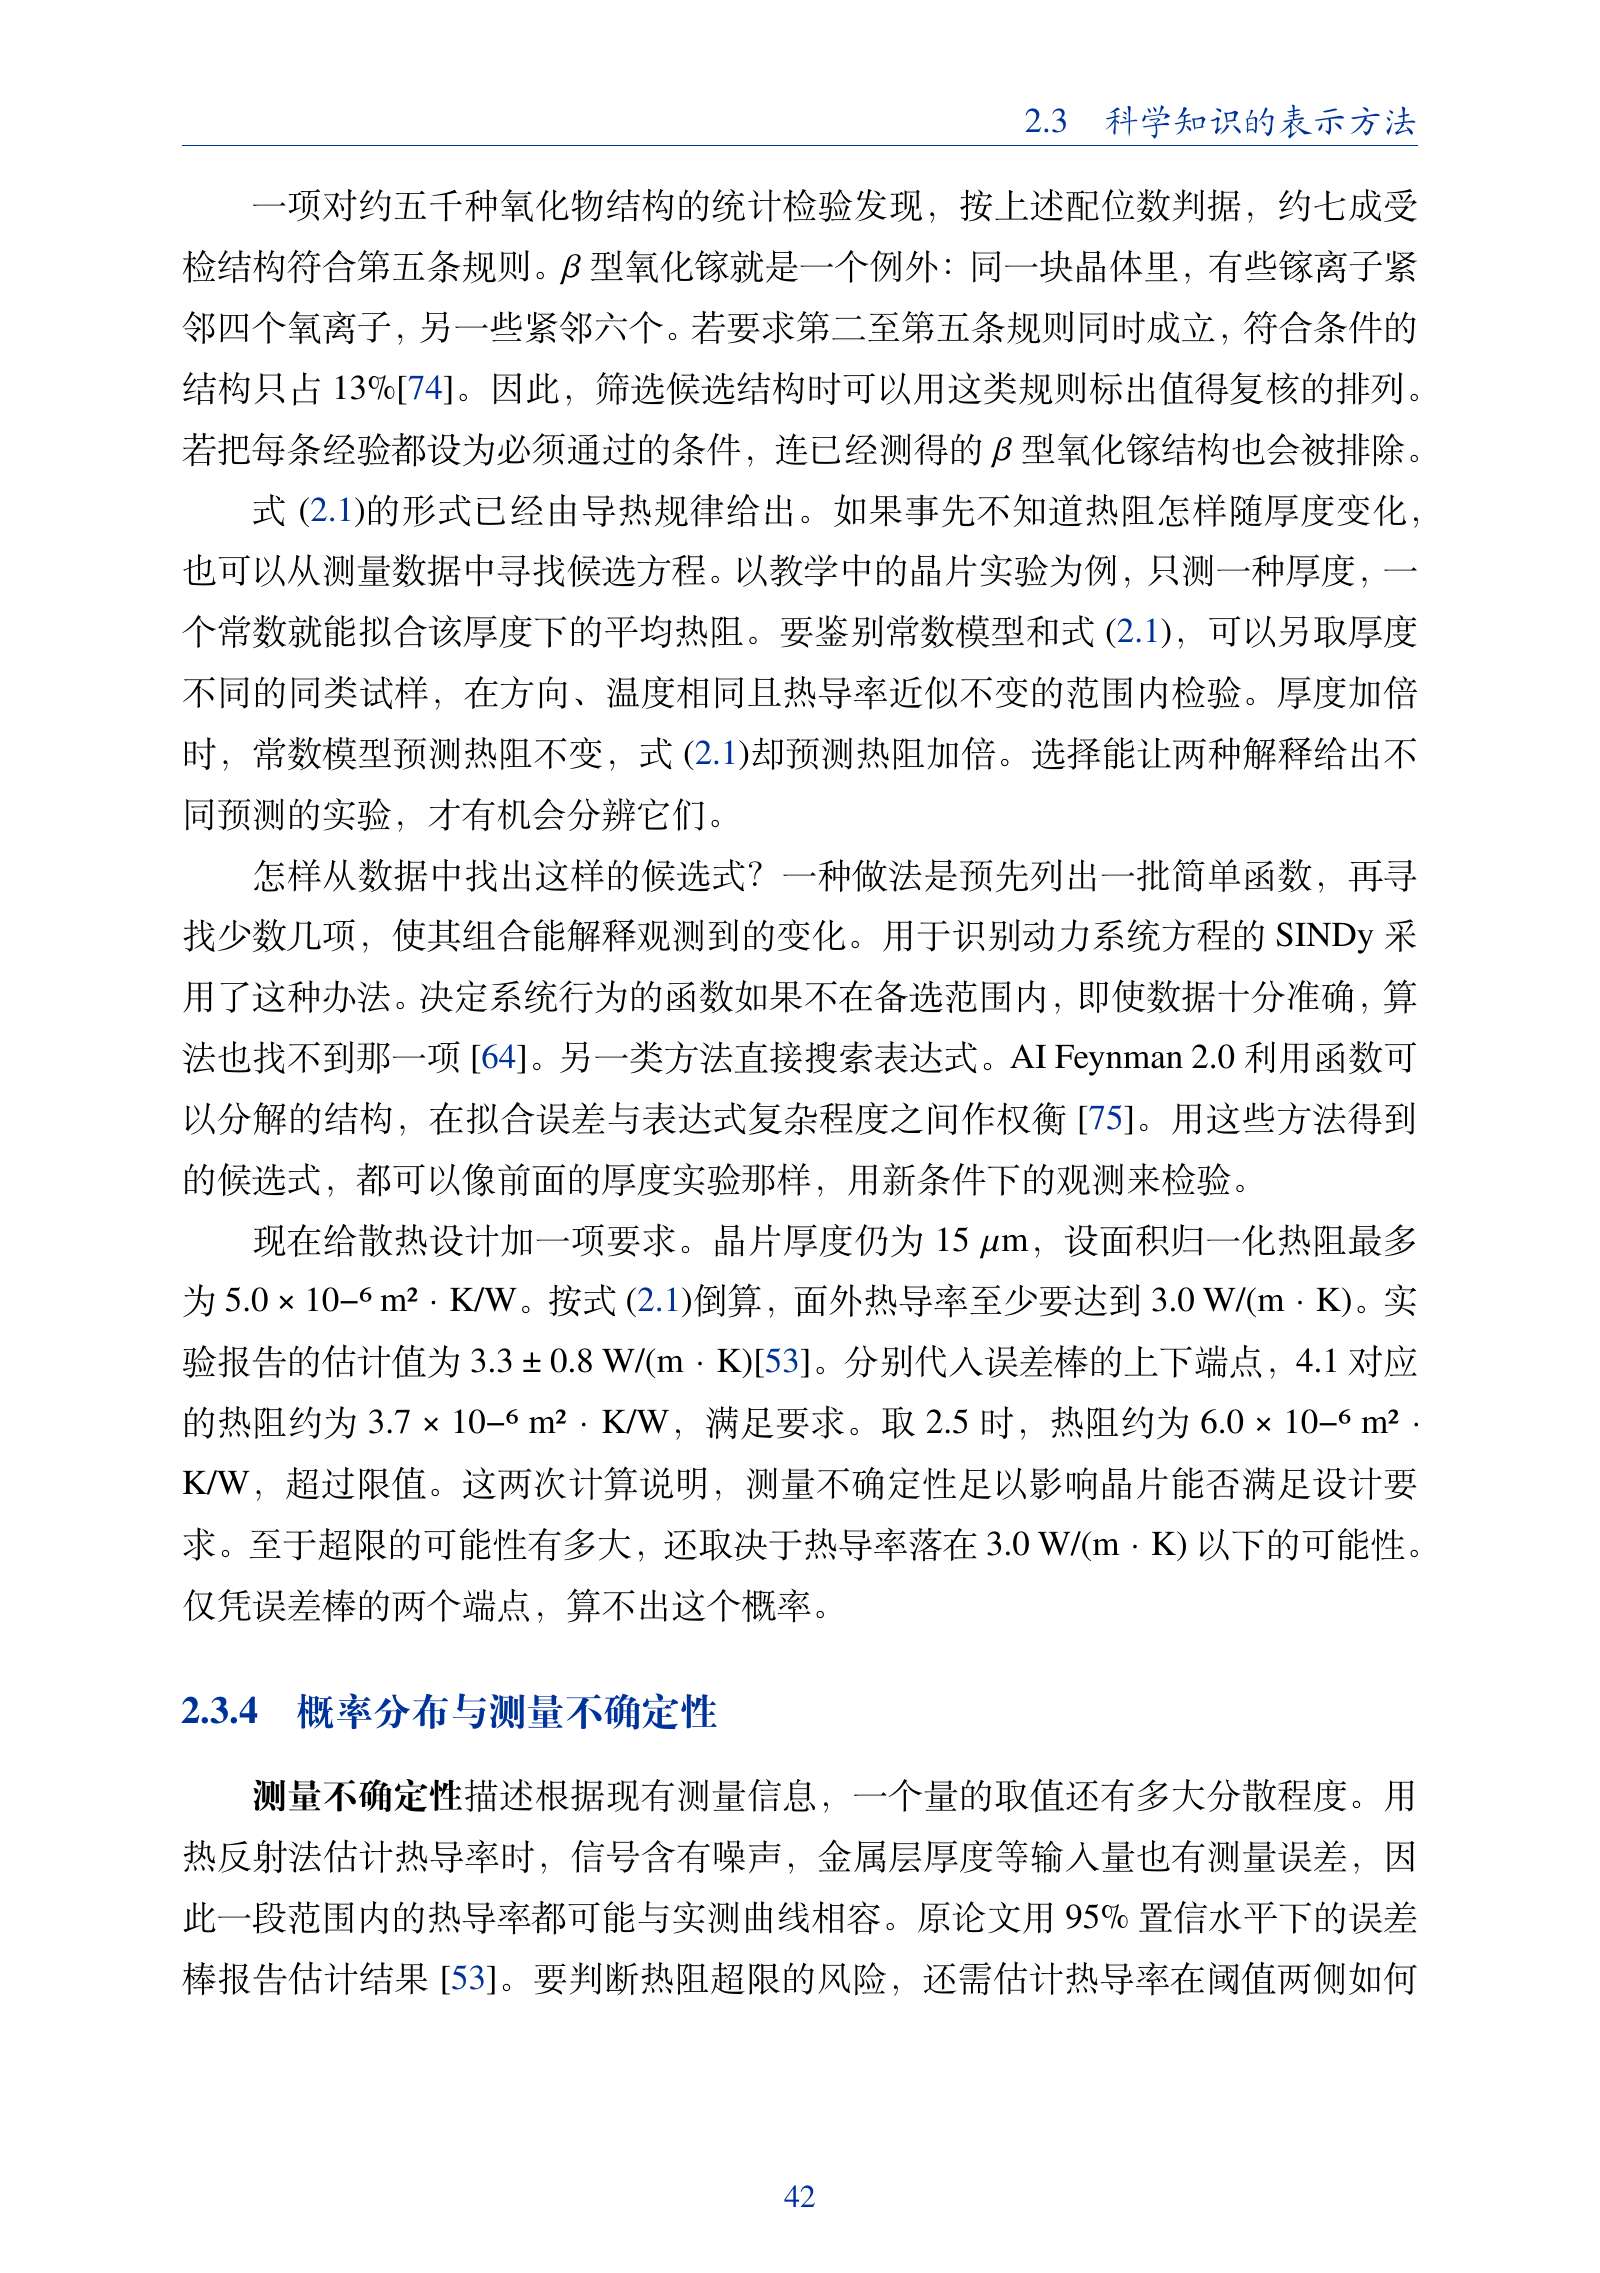 2.3 科学知识的表示方法
一项对约五千种氧化物结构的统计检验发现，按上述配位数判据，约七成受
检结构符合第五条规则。β 型氧化镓就是一个例外：同一块晶体里，有些镓离子紧
邻四个氧离子，另一些紧邻六个。若要求第二至第五条规则同时成立，符合条件的
结构只占 13%[74]。因此，筛选候选结构时可以用这类规则标出值得复核的排列。
若把每条经验都设为必须通过的条件，连已经测得的 β 型氧化镓结构也会被排除。
式 (2.1)的形式已经由导热规律给出。如果事先不知道热阻怎样随厚度变化，
也可以从测量数据中寻找候选方程。以教学中的晶片实验为例，只测一种厚度，一
个常数就能拟合该厚度下的平均热阻。要鉴别常数模型和式 (2.1)，可以另取厚度
不同的同类试样，在方向、温度相同且热导率近似不变的范围内检验。厚度加倍
时，常数模型预测热阻不变，式 (2.1)却预测热阻加倍。选择能让两种解释给出不
同预测的实验，才有机会分辨它们。
怎样从数据中找出这样的候选式？一种做法是预先列出一批简单函数，再寻
找少数几项，使其组合能解释观测到的变化。用于识别动力系统方程的 SINDy 采
用了这种办法。决定系统行为的函数如果不在备选范围内，即使数据十分准确，算
法也找不到那一项 [64]。另一类方法直接搜索表达式。AI Feynman 2.0 利用函数可
以分解的结构，在拟合误差与表达式复杂程度之间作权衡 [75]。用这些方法得到
的候选式，都可以像前面的厚度实验那样，用新条件下的观测来检验。
现在给散热设计加一项要求。晶片厚度仍为 15 μm，设面积归一化热阻最多
为 5.0 × 10−⁶ m² · K/W。按式 (2.1)倒算，面外热导率至少要达到 3.0 W/(m · K)。实
验报告的估计值为 3.3 ± 0.8 W/(m · K)[53]。分别代入误差棒的上下端点，4.1 对应
的热阻约为 3.7 × 10−⁶ m² · K/W，满足要求。取 2.5 时，热阻约为 6.0 × 10−⁶ m² ·
K/W，超过限值。这两次计算说明，测量不确定性足以影响晶片能否满足设计要
求。至于超限的可能性有多大，还取决于热导率落在 3.0 W/(m · K) 以下的可能性。
仅凭误差棒的两个端点，算不出这个概率。
2.3.4 概率分布与测量不确定性
测量不确定性描述根据现有测量信息，一个量的取值还有多大分散程度。用
热反射法估计热导率时，信号含有噪声，金属层厚度等输入量也有测量误差，因
此一段范围内的热导率都可能与实测曲线相容。原论文用 95% 置信水平下的误差
棒报告估计结果 [53]。要判断热阻超限的风险，还需估计热导率在阈值两侧如何
42